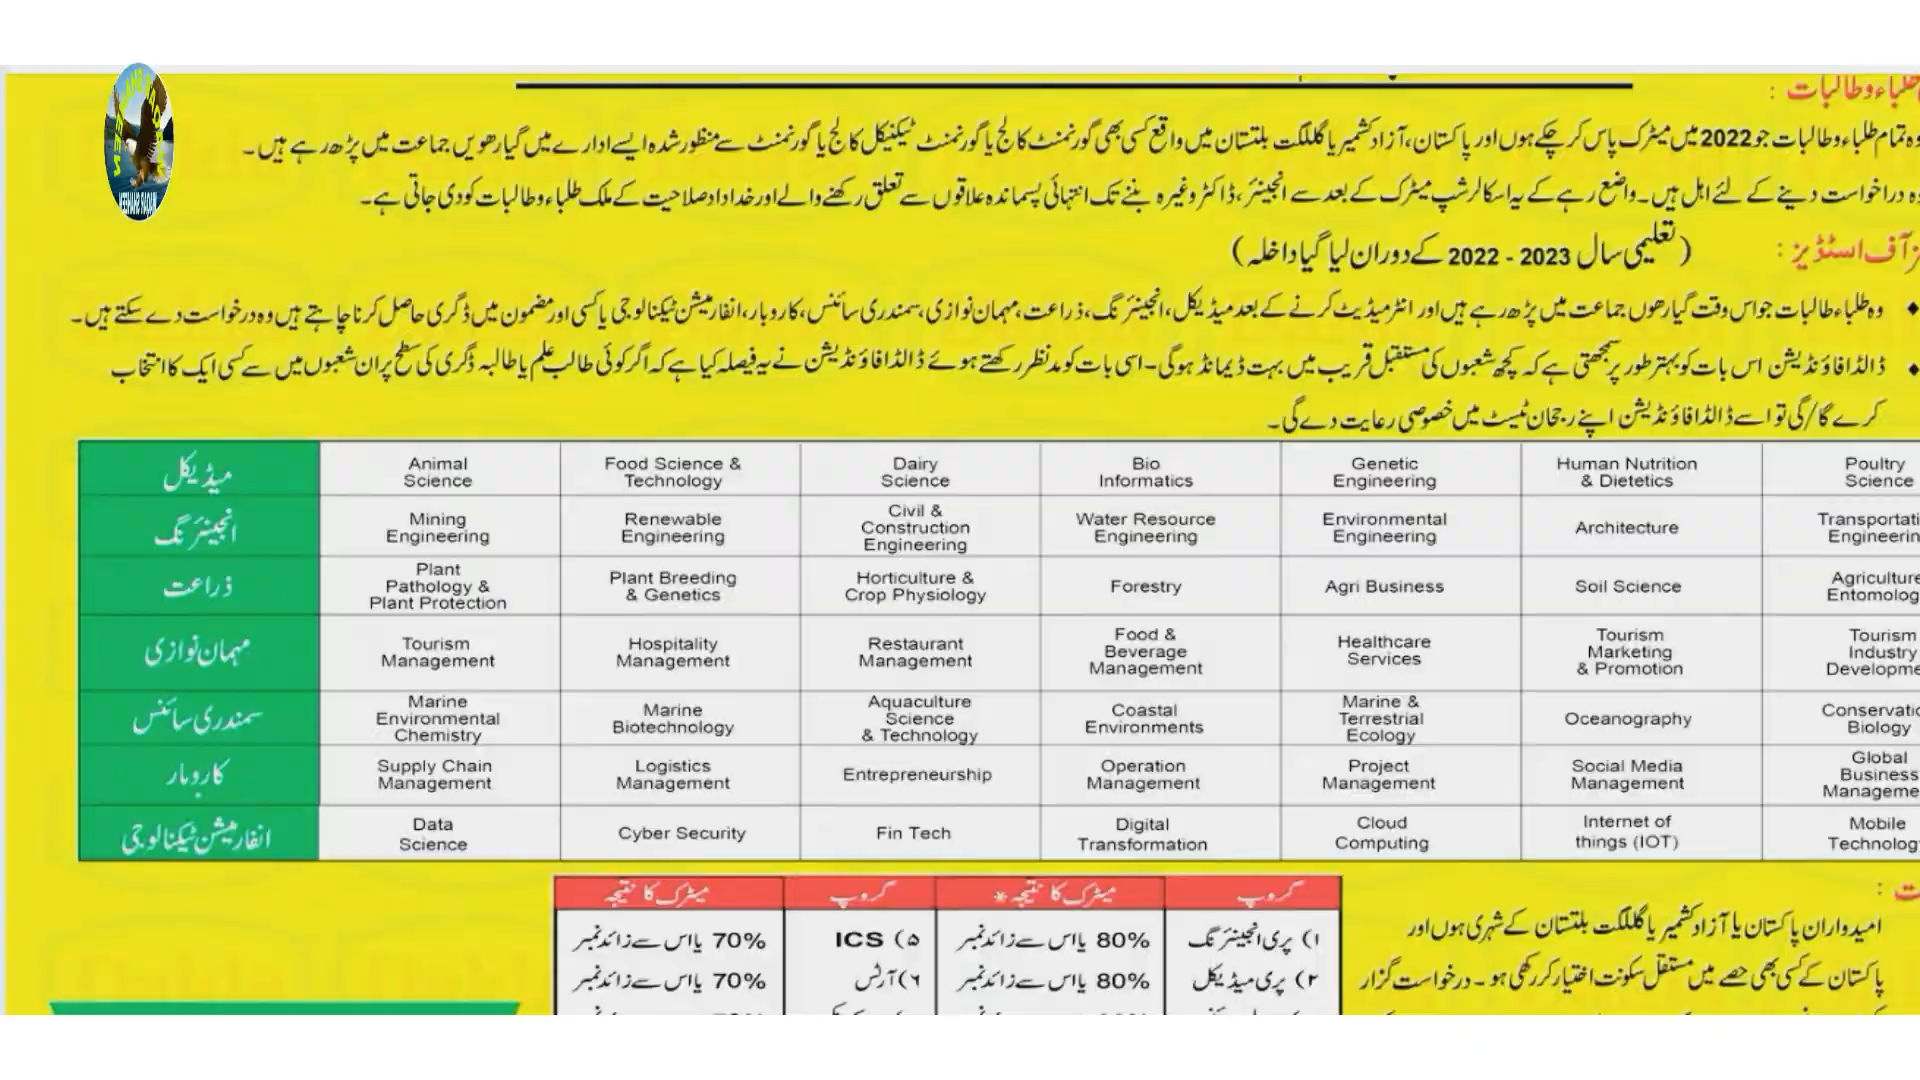 طلباء و طالبات :
وہ تمام طلباء و طالبات جو 2022 میں میٹرک پاس کر چکے ہوں اور پاکستان، آزاد کشمیر یا گلگت بلتستان میں واقع کسی بھی گورنمنٹ کالج یا گورنمنٹ ٹیکنیکل کالج یا گورنمنٹ سے منظور شدہ ایسے ادارے میں گیارھویں جماعت میں پڑھ رہے ہیں۔
وہ درخواست دینے کے لئے اہل ہیں۔ واضع رہے کے یہ اسکالرشپ میٹرک کے بعد سے انجینئر، ڈاکٹر وغیرہ بننے تک انتہائی پسماندہ علاقوں سے تعلق رکھنے والے اور خداداد صلاحیت کے ملک طلباء و طالبات کو دی جاتی ہے۔
آف اسٹڈیز : (تعلیمی سال 2023 - 2022 کے دوران لیا گیا داخلہ)
♦ وہ طلباء طالبات جو اس وقت گیارھوں جماعت میں پڑھ رہے ہیں اور انٹرمیڈیٹ کرنے کے بعد میڈیکل، انجینئرنگ، ذراعت، مہمان نوازی، سمندری سائنس، کاروبار، انفارمیشن ٹیکنالوجی یا کسی اور مضمون میں ڈگری حاصل کرنا چاہتے ہیں وہ درخواست دے سکتے ہیں۔
♦ ڈالڈا فاؤنڈیشن اس بات کو بہتر طور پر سمجھتی ہے کہ کچھ شعبوں کی مستقبل قریب میں بہت ڈیمانڈ ہوگی۔ اسی بات کو مدنظر رکھتے ہوئے ڈالڈا فاؤنڈیشن نے یہ فیصلہ کیا ہے کہ اگر کوئی طالب علم یا طالبہ ڈگری کی سطح پر ان شعبوں میں سے کسی ایک کا انتخاب
کرے گا/گی تو اسے ڈالڈا فاؤنڈیشن اپنے رجحان ٹیسٹ میں خصوصی رعایت دے گی۔
میڈیکل Animal Science Food Science & Technology Dairy Science Bio Informatics Genetic Engineering Human Nutrition & Dietetics Poultry Science
انجینئرنگ Mining Engineering Renewable Engineering Civil & Construction Engineering Water Resource Engineering Environmental Engineering Architecture Transportati Engineerin
ذراعت Plant Pathology & Plant Protection Plant Breeding & Genetics Horticulture & Crop Physiology Forestry Agri Business Soil Science Agriculture Entomolog
مہمان نوازی Tourism Management Hospitality Management Restaurant Management Food & Beverage Management Healthcare Services Tourism Marketing & Promotion Tourism Industry Developme
سمندری سائنس Marine Environmental Chemistry Marine Biotechnology Aquaculture Science & Technology Coastal Environments Marine & Terrestrial Ecology Oceanography Conservatio Biology
کاروبار Supply Chain Management Logistics Management Entrepreneurship Operation Management Project Management Social Media Management Global Business Manageme
انفارمیشن ٹیکنالوجی Data Science Cyber Security Fin Tech Digital Transformation Cloud Computing Internet of things (IOT) Mobile Technolog
گروپ میٹرک کا نتیجہ* گروپ میٹرک کا نتیجہ
۱) پری انجینئرنگ 80% یا اس سے زائد نمبر ۵) ICS 70% یا اس سے زائد نمبر
۲) پری میڈیکل 80% یا اس سے زائد نمبر ۶) آرٹس 70% یا اس سے زائد نمبر
امیدواران پاکستان یا آزاد کشمیر یا گلگت بلتستان کے شہری ہوں اور
پاکستان کے کسی بھی حصے میں مستقل سکونت اختیار کر رکھی ہو۔ درخواست گزار